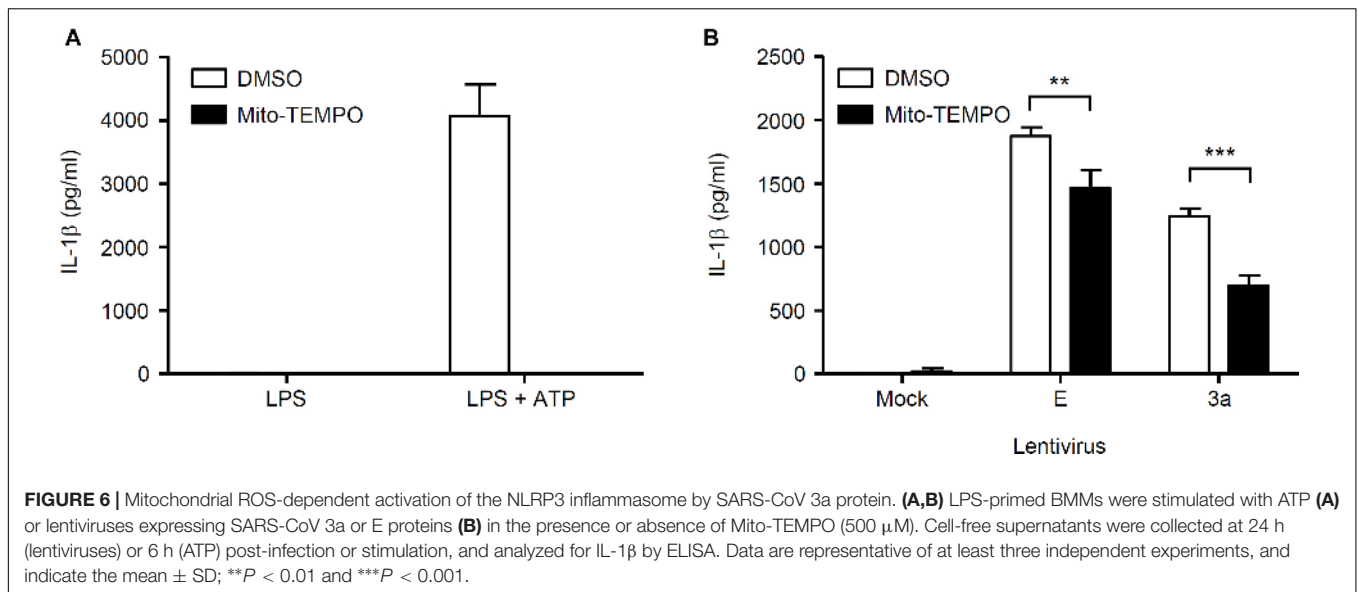 A
IL-1β (pg/ml)
5000
4000
3000
2000
1000
0
DMSO
Mito-TEMPO
LPS
LPS + ATP
B
IL-1β (pg/ml)
2500
2000
1500
1000
500
0
DMSO
Mito-TEMPO
**
***
Mock
E
3a
Lentivirus
FIGURE 6 | Mitochondrial ROS-dependent activation of the NLRP3 inflammasome by SARS-CoV 3a protein. (A,B) LPS-primed BMMs were stimulated with ATP (A)
or lentiviruses expressing SARS-CoV 3a or E proteins (B) in the presence or absence of Mito-TEMPO (500 μM). Cell-free supernatants were collected at 24 h
(lentiviruses) or 6 h (ATP) post-infection or stimulation, and analyzed for IL-1β by ELISA. Data are representative of at least three independent experiments, and
indicate the mean ± SD; **P < 0.01 and ***P < 0.001.